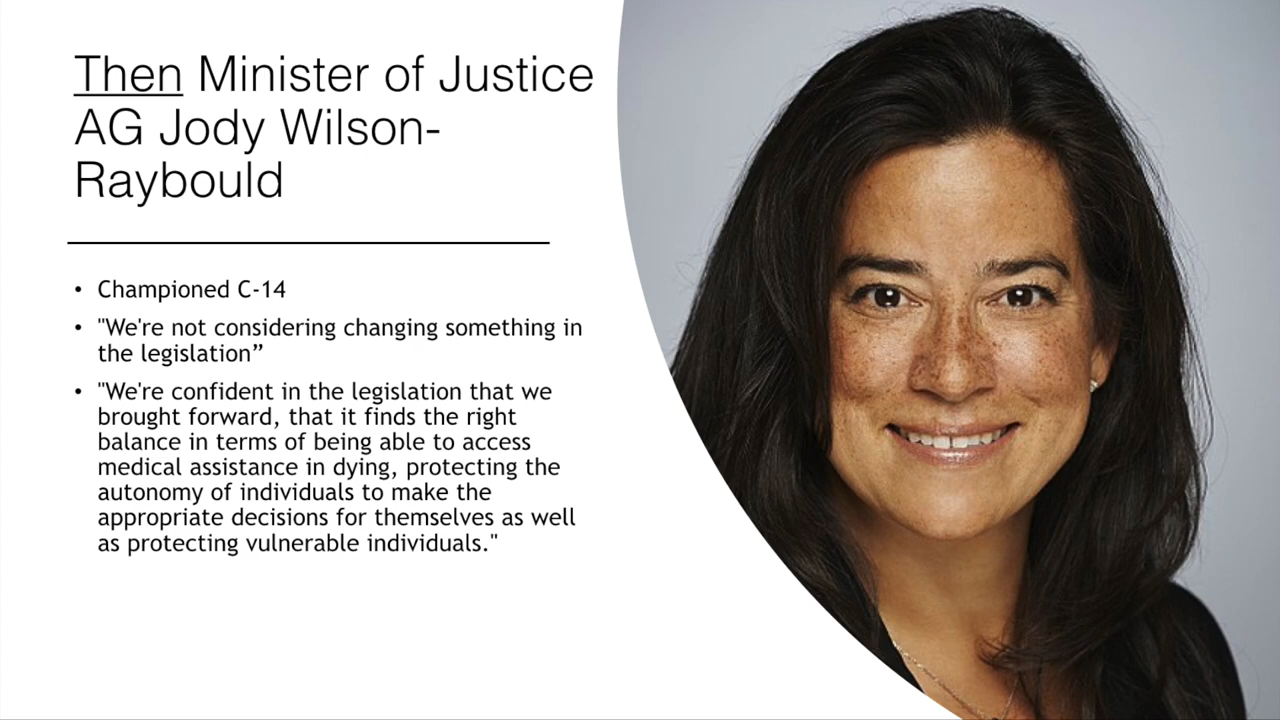 Then Minister of Justice
AG Jody Wilson-
Raybould
• Championed C-14
• "We're not considering changing something in
the legislation”
• "We're confident in the legislation that we
brought forward, that it finds the right
balance in terms of being able to access
medical assistance in dying, protecting the
autonomy of individuals to make the
appropriate decisions for themselves as well
as protecting vulnerable individuals."